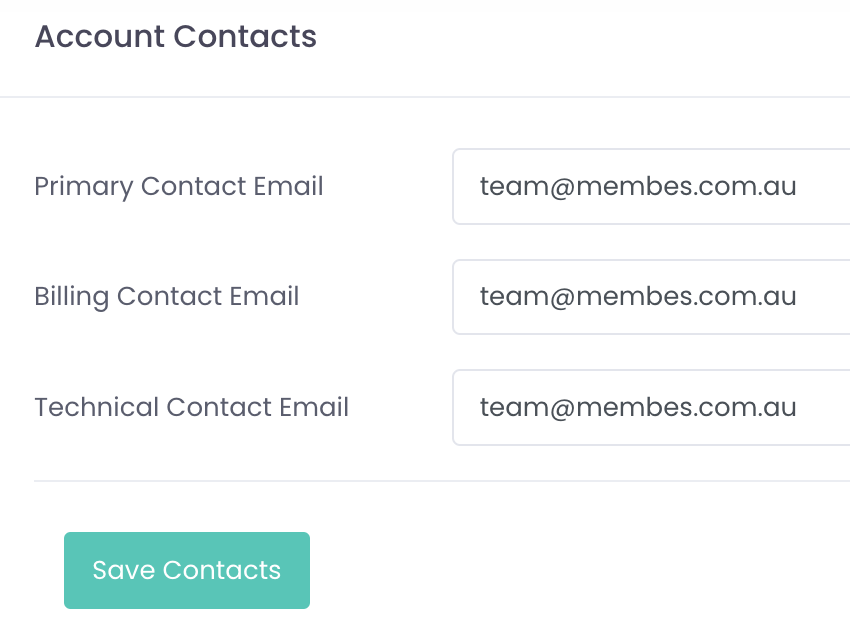 Account Contacts
Primary Contact Email
team@membes.com.au
Billing Contact Email
team@membes.com.au
Technical Contact Email
team@membes.com.au
Save Contacts